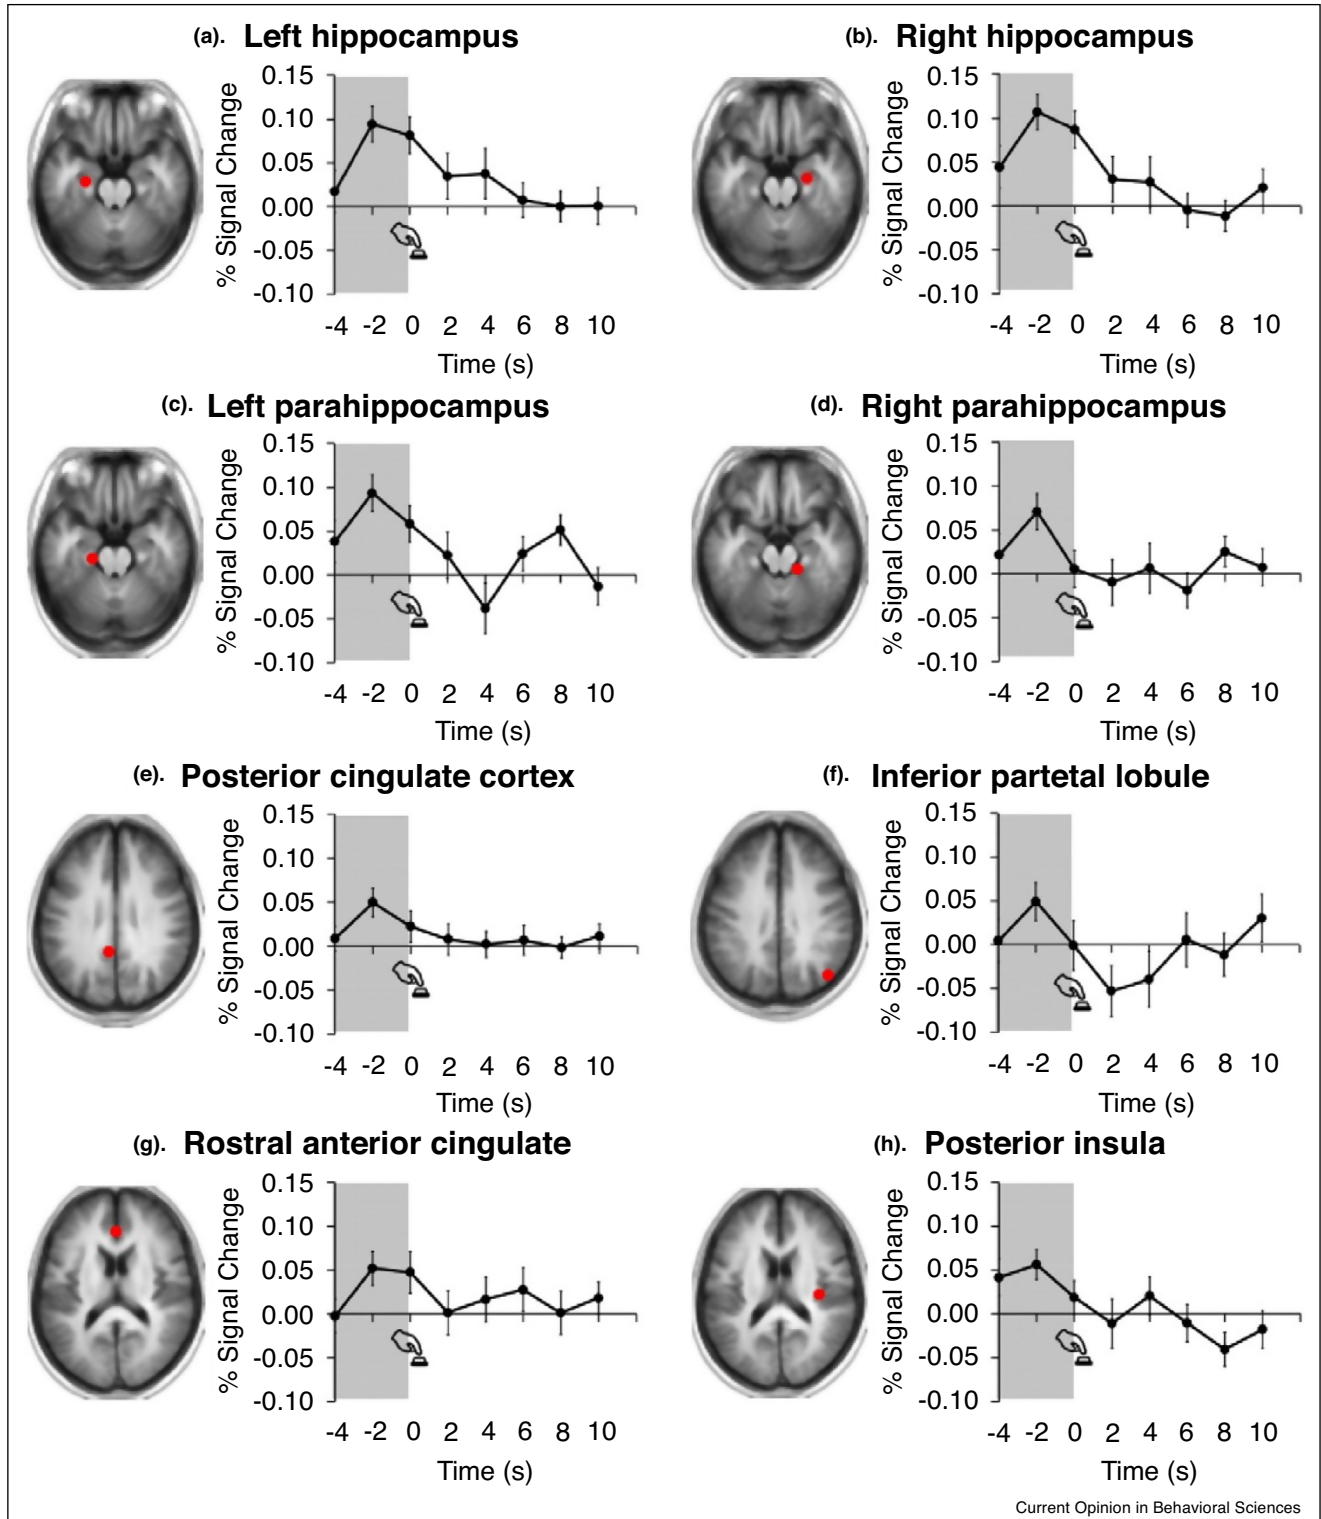 (a). Left hippocampus
% Signal Change
0.15
0.10
0.05
0.00
-0.05
-0.10
-4 -2 0 2 4 6 8 10
Time (s)
(b). Right hippocampus
% Signal Change
0.15
0.10
0.05
0.00
-0.05
-0.10
-4 -2 0 2 4 6 8 10
Time (s)
(c). Left parahippocampus
% Signal Change
0.15
0.10
0.05
0.00
-0.05
-0.10
-4 -2 0 2 4 6 8 10
Time (s)
(d). Right parahippocampus
% Signal Change
0.15
0.10
0.05
0.00
-0.05
-0.10
-4 -2 0 2 4 6 8 10
Time (s)
(e). Posterior cingulate cortex
% Signal Change
0.15
0.10
0.05
0.00
-0.05
-0.10
-4 -2 0 2 4 6 8 10
Time (s)
(f). Inferior partetal lobule
% Signal Change
0.15
0.10
0.05
0.00
-0.05
-0.10
-4 -2 0 2 4 6 8 10
Time (s)
(g). Rostral anterior cingulate
% Signal Change
0.15
0.10
0.05
0.00
-0.05
-0.10
-4 -2 0 2 4 6 8 10
Time (s)
(h). Posterior insula
% Signal Change
0.15
0.10
0.05
0.00
-0.05
-0.10
-4 -2 0 2 4 6 8 10
Time (s)
Current Opinion in Behavioral Sciences